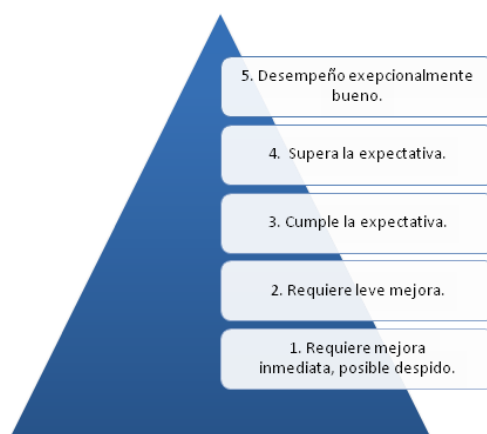 5. Desempeño exepcionalmente
bueno.
4. Supera la expectativa.
3. Cumple la expectativa.
2. Requiere leve mejora.
1. Requiere mejora
inmediata, posible despido.